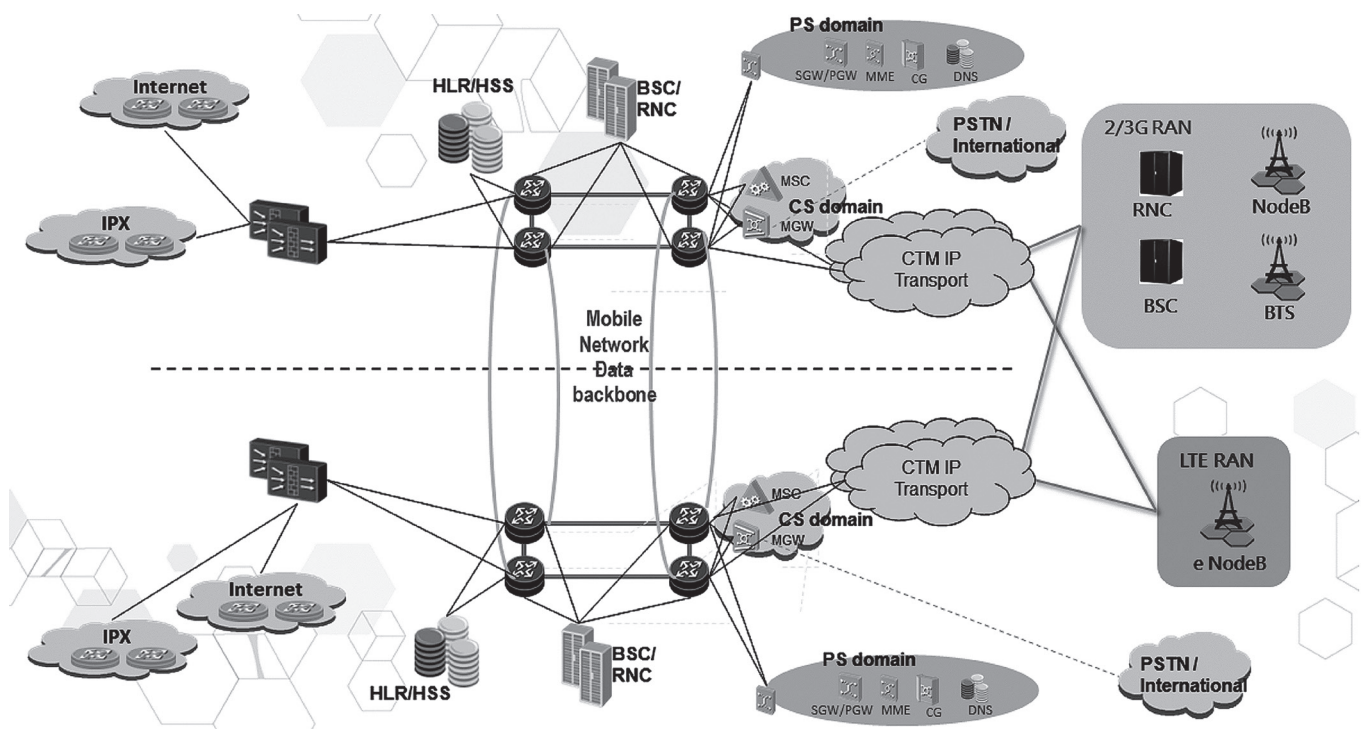 PS domain
SGW/PGW MME CG DNS
Internet
HLR/HSS
BSC/
RNC
PSTN /
International
2/3G RAN
RNC
NodeB
BSC
BTS
IPX
MSC
CS domain
MGW
CTM IP
Transport
Mobile
Network
Data
backbone
CTM IP
Transport
LTE RAN
e NodeB
MSC
CS domain
MGW
Internet
IPX
HLR/HSS
BSC/
RNC
PS domain
SGW/PGW MME CG DNS
PSTN /
International